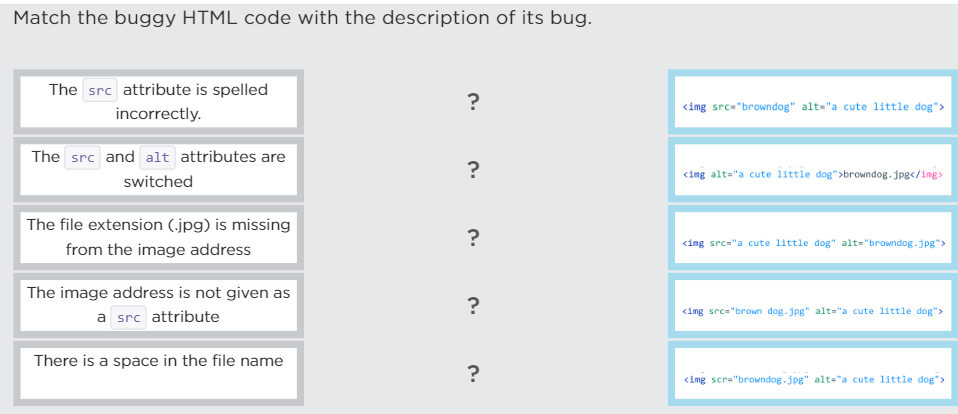 Match the buggy HTML code with the description of its bug.
The src attribute is spelled
incorrectly.
?
<img src="browndog" alt="a cute little dog">
The src and alt attributes are
switched
?
<img alt="a cute little dog">browndog.jpg</img>
The file extension (.jpg) is missing
from the image address
?
<img src="a cute little dog" alt="browndog.jpg">
The image address is not given as
a src attribute
?
<img src="brown dog.jpg" alt="a cute little dog">
There is a space in the file name
?
<img scr="browndog.jpg" alt="a cute little dog">